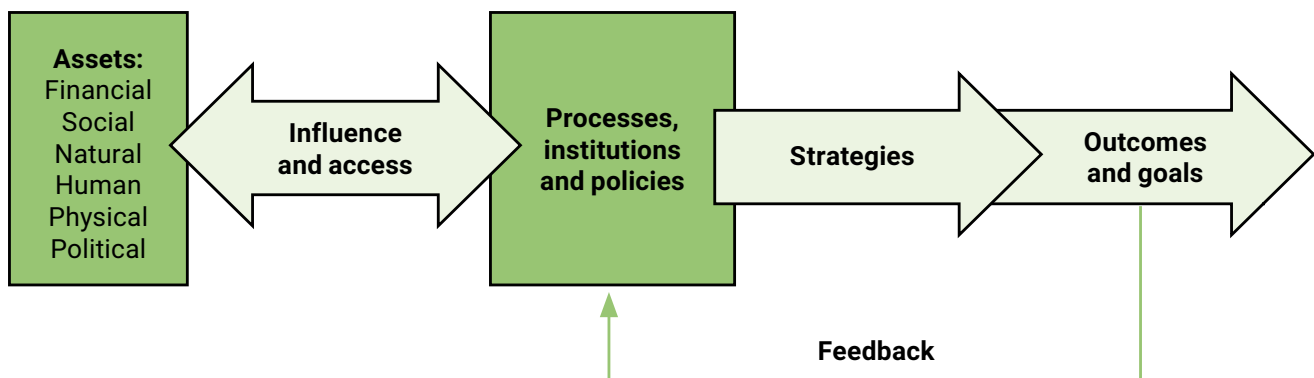 Assets:
Financial
Social
Natural
Human
Physical
Political
Influence
and access
Processes,
institutions
and policies
Strategies
Outcomes
and goals
Feedback